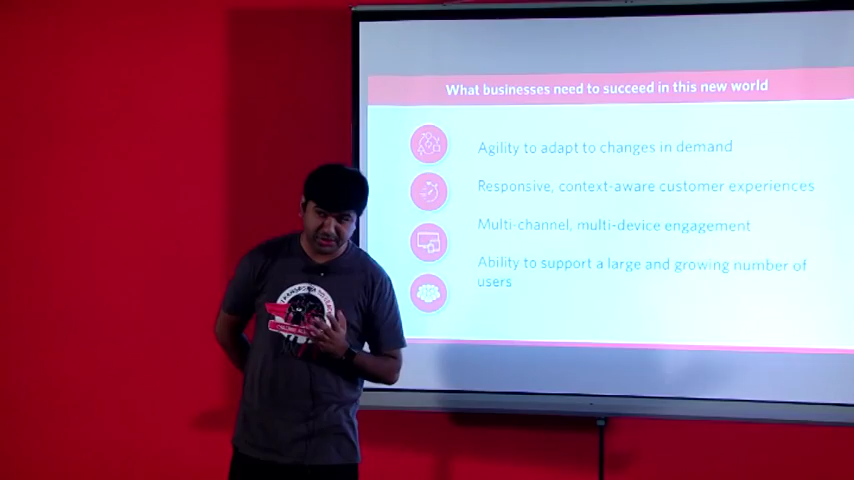 What businesses need to succeed in this new world
Agility to adapt to changes in demand
Responsive, context-aware customer experiences
Multi-channel, multi-device engagement
Ability to support a large and growing number of
users